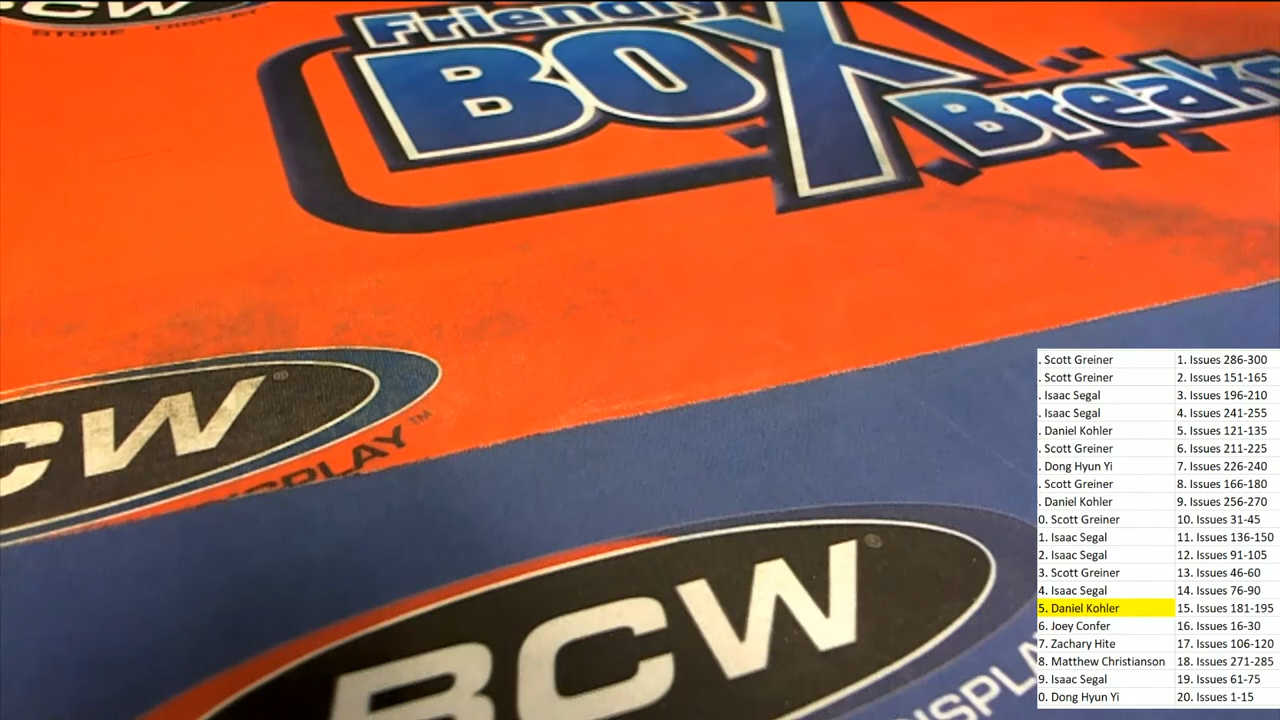 CW
STORE DISPLAY
Friendly
BOX
Breaks
CW®
DISPLAY™
BCW®
DISPLA
. Scott Greiner 1. Issues 286-300
. Scott Greiner 2. Issues 151-165
. Isaac Segal 3. Issues 196-210
. Isaac Segal 4. Issues 241-255
. Daniel Kohler 5. Issues 121-135
. Scott Greiner 6. Issues 211-225
. Dong Hyun Yi 7. Issues 226-240
. Scott Greiner 8. Issues 166-180
. Daniel Kohler 9. Issues 256-270
0. Scott Greiner 10. Issues 31-45
1. Isaac Segal 11. Issues 136-150
2. Isaac Segal 12. Issues 91-105
3. Scott Greiner 13. Issues 46-60
4. Isaac Segal 14. Issues 76-90
5. Daniel Kohler 15. Issues 181-195
6. Joey Confer 16. Issues 16-30
7. Zachary Hite 17. Issues 106-120
8. Matthew Christianson 18. Issues 271-285
9. Isaac Segal 19. Issues 61-75
0. Dong Hyun Yi 20. Issues 1-15